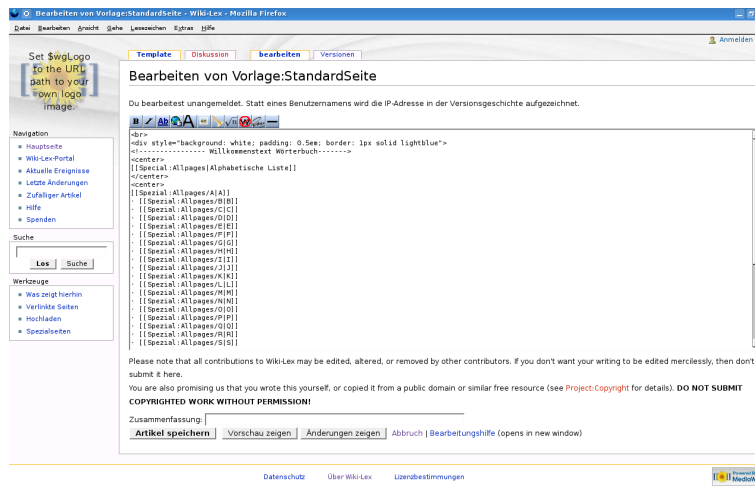 Bearbeiten von Vorlage:StandardSeite - Wiki-Lex - Mozilla Firefox
Datei Bearbeiten Ansicht Gehe Lesezeichen Extras Hilfe
Anmelden
Set $wgLogo
to the URL
path to your
own logo
image.
Template Diskussion bearbeiten Versionen
Bearbeiten von Vorlage:StandardSeite
Du bearbeitest unangemeldet. Statt eines Benutzernamens wird die IP-Adresse in der Versionsgeschichte aufgezeichnet.
Navigation
Hauptseite
Wiki-Lex-Portal
Aktuelle Ereignisse
Letzte Änderungen
Zufälliger Artikel
Hilfe
Spenden
Suche
Los Suche
Werkzeuge
Was zeigt hierhin
Verlinkte Seiten
Hochladen
Spezialseiten
B I Ab A √n W
<br>
<div style="background: white; padding: 0.5em; border: 1px solid lightblue">
<!---------------- Willkommenstext Wörterbuch------->
<center>
[[Special:Allpages|Alphabetische Liste]]
</center>
<center>
[[Spezial:Allpages/A|A]]
· [[Spezial:Allpages/B|B]]
· [[Spezial:Allpages/C|C]]
· [[Spezial:Allpages/D|D]]
· [[Spezial:Allpages/E|E]]
· [[Spezial:Allpages/F|F]]
· [[Spezial:Allpages/G|G]]
· [[Spezial:Allpages/H|H]]
· [[Spezial:Allpages/I|I]]
· [[Spezial:Allpages/J|J]]
· [[Spezial:Allpages/K|K]]
· [[Spezial:Allpages/L|L]]
· [[Spezial:Allpages/M|M]]
· [[Spezial:Allpages/N|N]]
· [[Spezial:Allpages/O|O]]
· [[Spezial:Allpages/P|P]]
· [[Spezial:Allpages/Q|Q]]
· [[Spezial:Allpages/R|R]]
· [[Spezial:Allpages/S|S]]
Please note that all contributions to Wiki-Lex may be edited, altered, or removed by other contributors. If you don't want your writing to be edited mercilessly, then don't
submit it here.
You are also promising us that you wrote this yourself, or copied it from a public domain or similar free resource (see Project:Copyright for details). DO NOT SUBMIT
COPYRIGHTED WORK WITHOUT PERMISSION!
Zusammenfassung:
Artikel speichern Vorschau zeigen Änderungen zeigen Abbruch | Bearbeitungshilfe (opens in new window)
Datenschutz Über Wiki-Lex Lizenzbestimmungen
Powered
MediaW